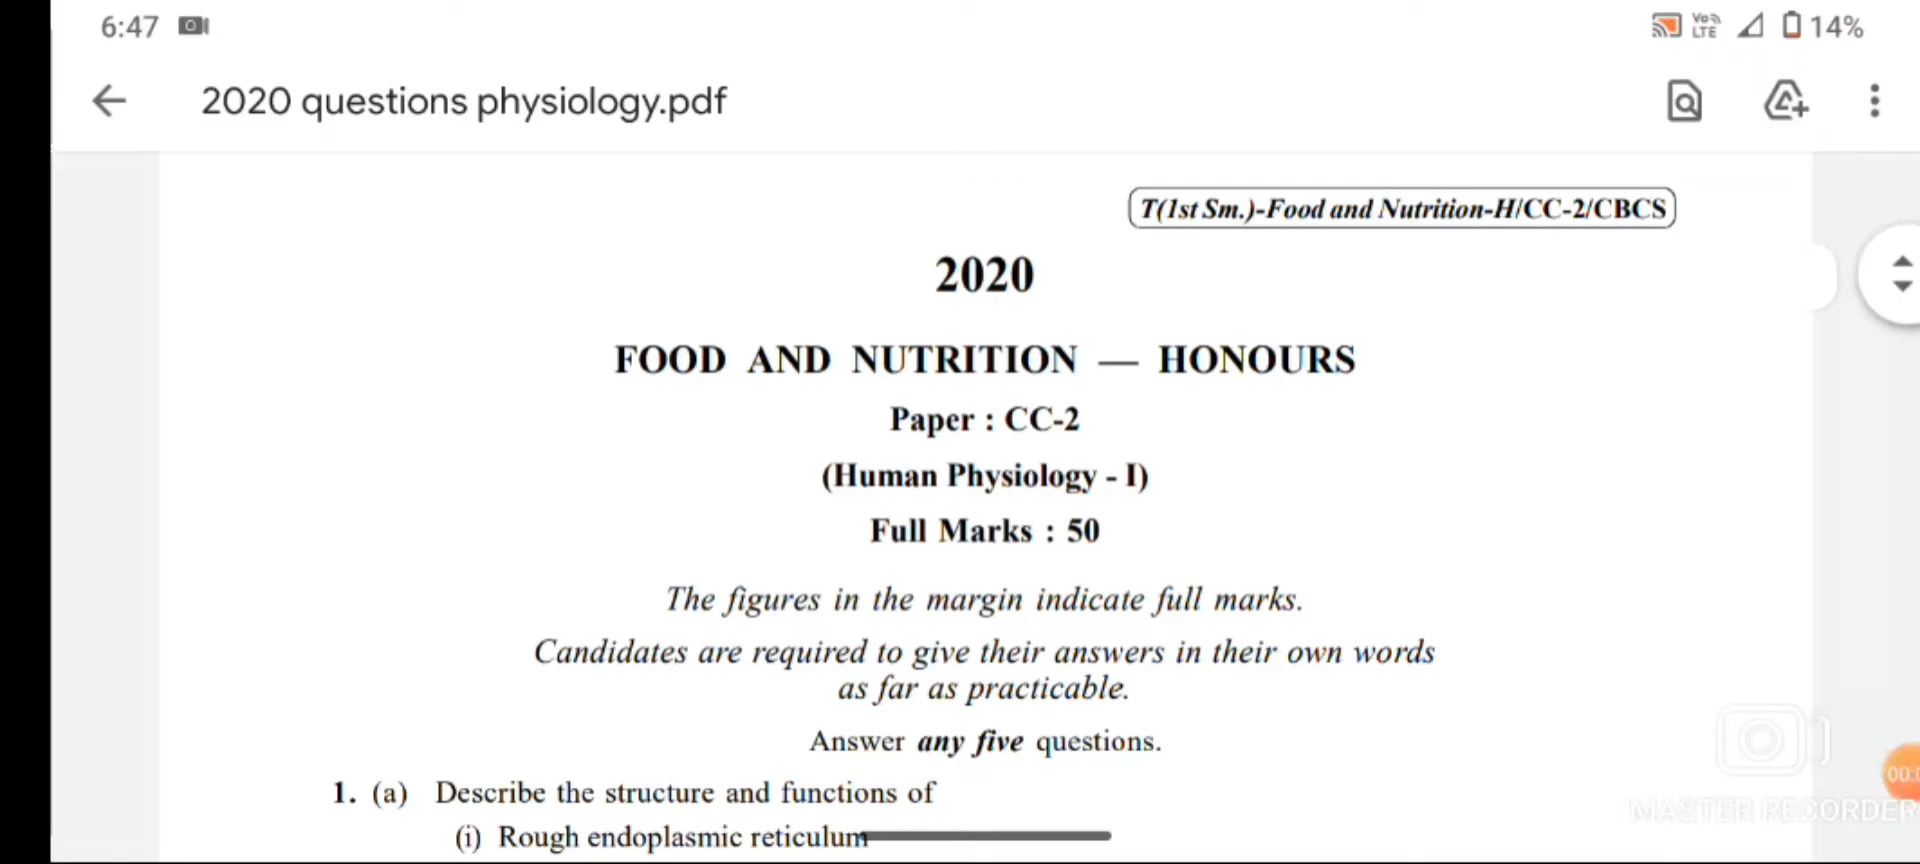 6:47
Vo LTE 14%
2020 questions physiology.pdf
T(1st Sm.)-Food and Nutrition-H/CC-2/CBCS
2020
FOOD AND NUTRITION — HONOURS
Paper : CC-2
(Human Physiology - I)
Full Marks : 50
The figures in the margin indicate full marks.
Candidates are required to give their answers in their own words
as far as practicable.
Answer any five questions.
1. (a) Describe the structure and functions of
(i) Rough endoplasmic reticulum
MASTER RECORDER